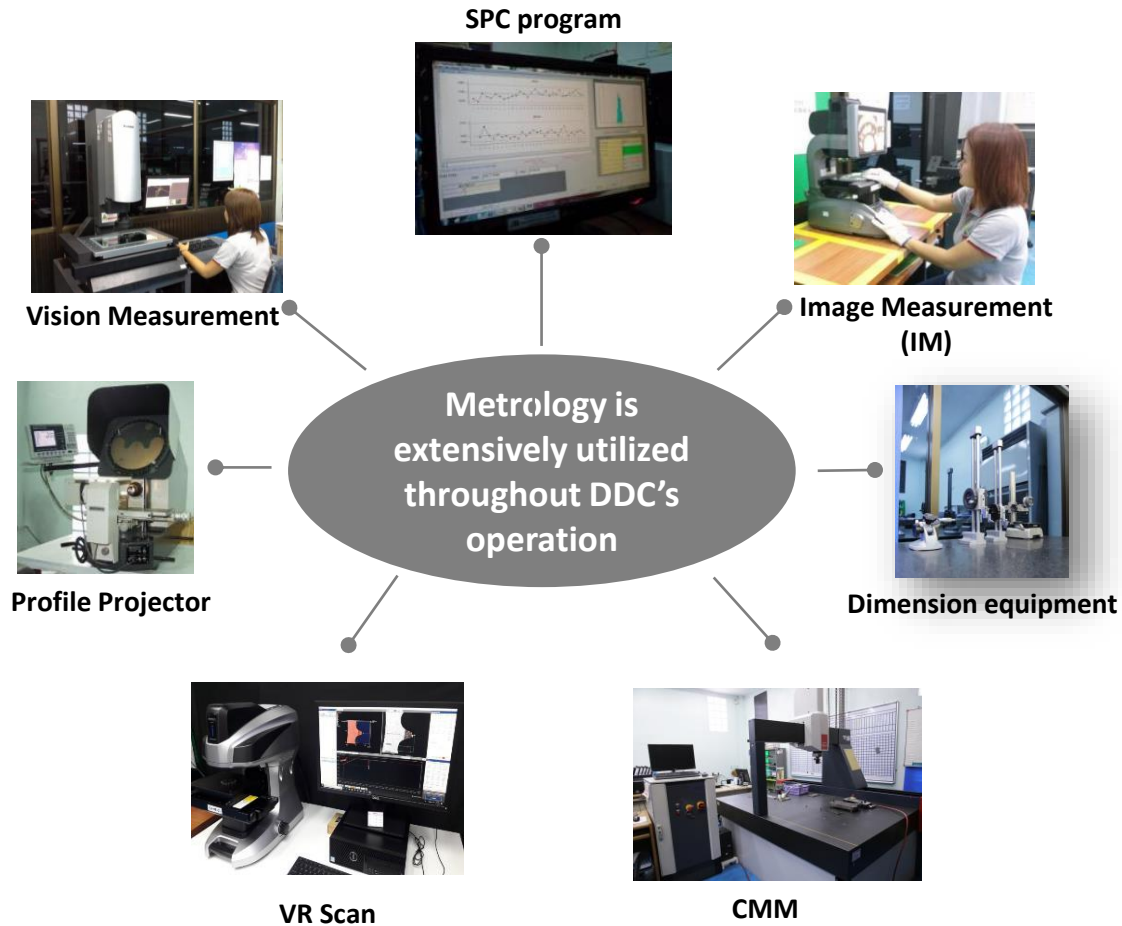 SPC program
Vision Measurement
Image Measurement
(IM)
Metrology is
extensively utilized
throughout DDC's
operation
Profile Projector
Dimension equipment
VR Scan
CMM